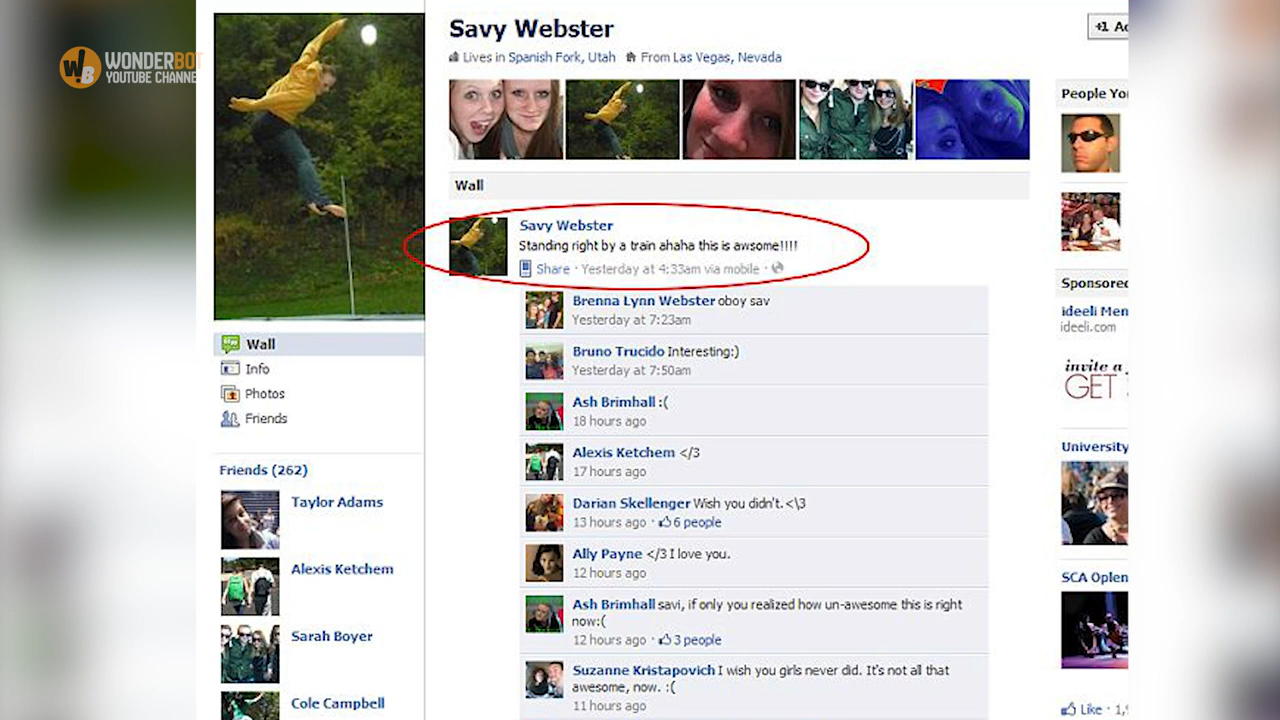 WONDERBOT
YOUTUBE CHANNE
Savy Webster
+1 Ad
Lives in Spanish Fork, Utah From Las Vegas, Nevada
Wall
Savy Webster
Standing right by a train ahaha this is awsome!!!!
Share · Yesterday at 4:33am via mobile ·
Brenna Lynn Webster oboy sav
Yesterday at 7:23am
Bruno Trucido Interesting:)
Yesterday at 7:50am
Ash Brimhall :(
18 hours ago
Alexis Ketchem </3
17 hours ago
Darian Skellenger Wish you didn't.<\3
13 hours ago · 6 people
Ally Payne </3 I love you.
12 hours ago
Ash Brimhall savi, if only you realized how un-awesome this is right
now:(
12 hours ago · 3 people
Suzanne Kristapovich I wish you girls never did. It's not all that
awesome, now. :(
11 hours ago
Wall
Info
Photos
Friends
Friends (262)
Taylor Adams
Alexis Ketchem
Sarah Boyer
Cole Campbell
People Yo
Sponsored
ideeli Men
ideeli.com
invite a
GET
University
SCA Oplen
Like · 1,